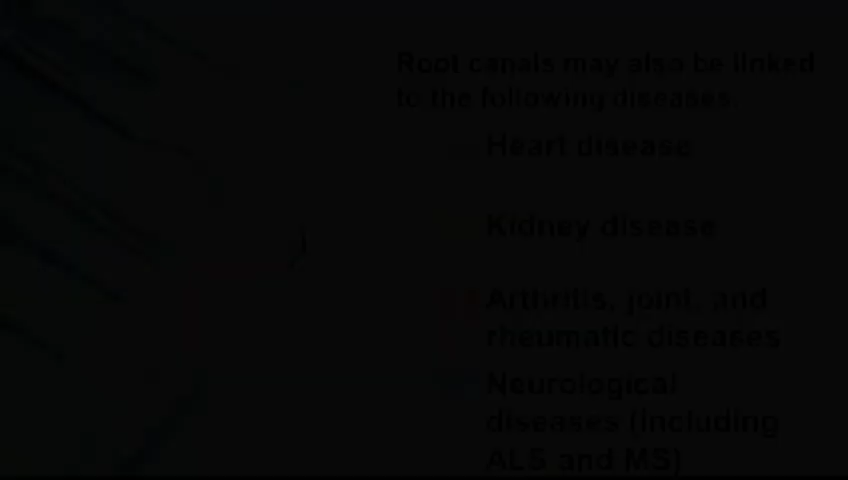 Root canals may also be linked
to the following diseases.
Heart disease
Kidney disease
Arthritis, joint, and
rheumatic diseases
Neurological
diseases (including
ALS and MS)